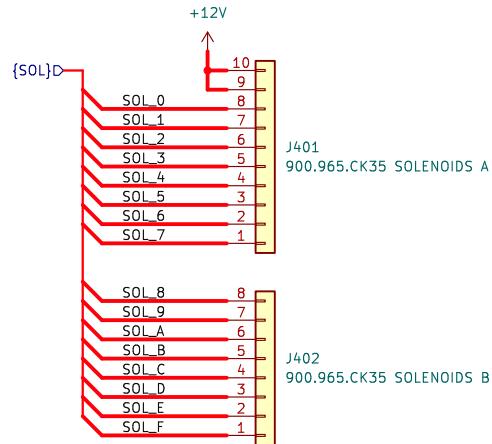 +12V
{SOL}
10
9
SOL_0 8
SOL_1 7
SOL_2 6
J401
SOL_3 5
900.965.CK35 SOLENOIDS A
SOL_4 4
SOL_5 3
SOL_6 2
SOL_7 1
SOL_8 8
SOL_9 7
SOL_A 6
SOL_B 5
J402
SOL_C 4
900.965.CK35 SOLENOIDS B
SOL_D 3
SOL_E 2
SOL_F 1